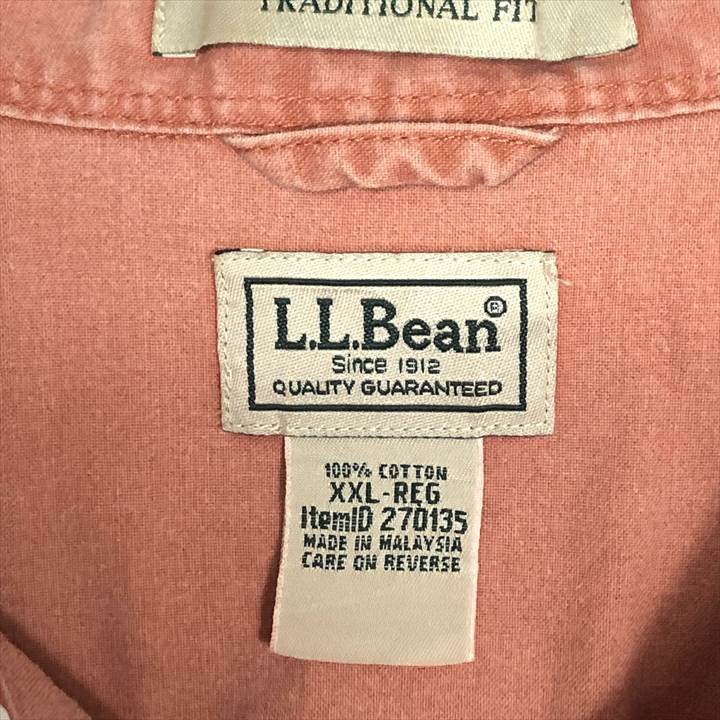 TRADITIONAL FIT
L.L.Bean®
Since 1912
QUALITY GUARANTEED
100% COTTON
XXL-REG
ItemID 270135
MADE IN MALAYSIA
CARE ON REVERSE